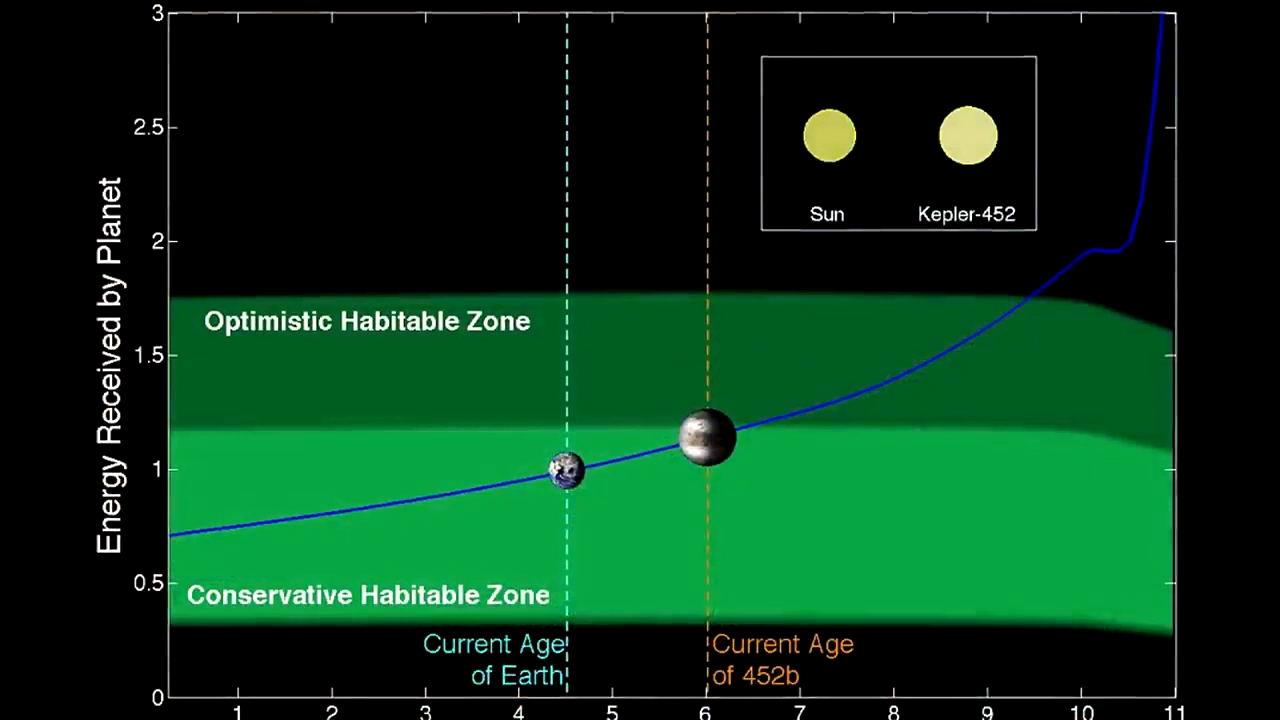 3
2.5
2
1.5
1
0.5
0
Energy Received by Planet
Sun
Kepler-452
Optimistic Habitable Zone
Conservative Habitable Zone
Current Age
of Earth
Current Age
of 452b
1 2 3 4 5 6 7 8 9 10 11